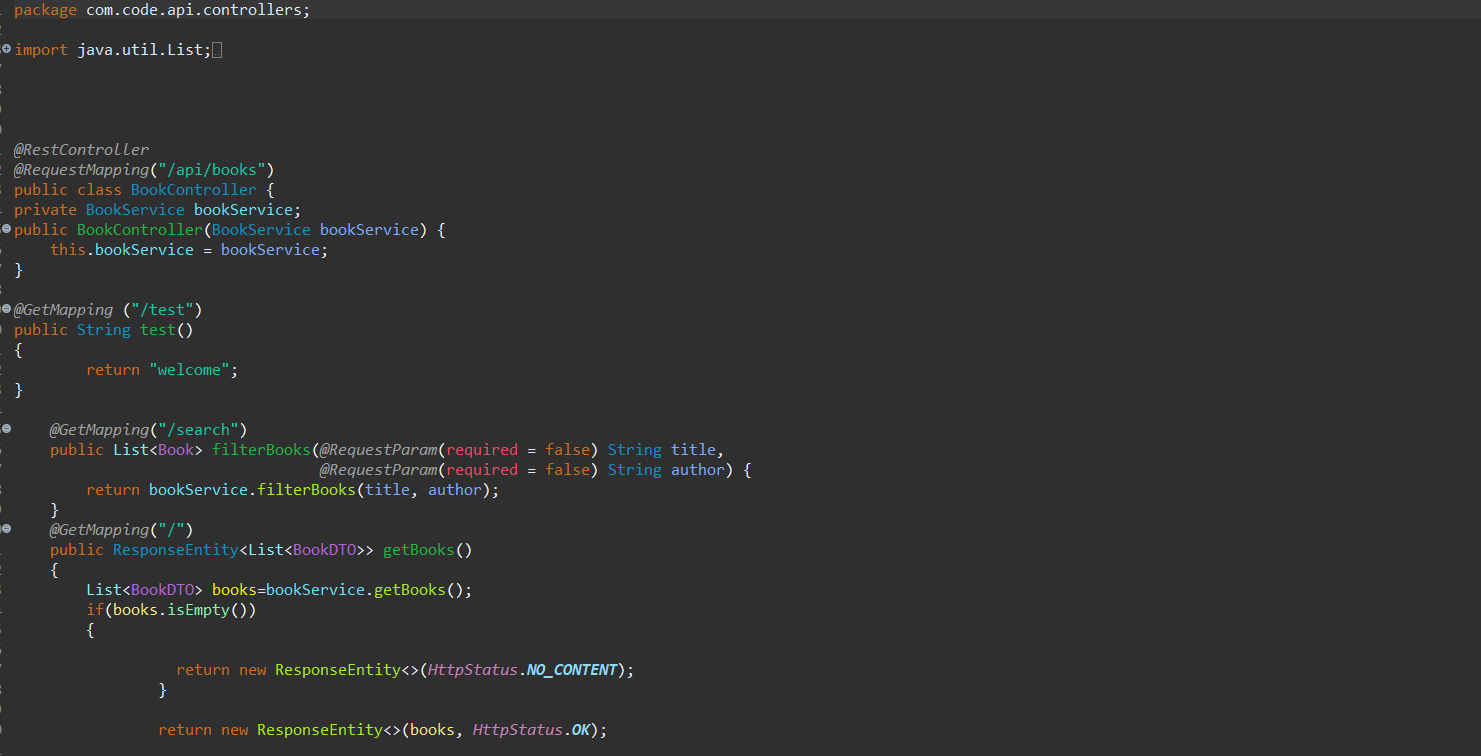 package com.code.api.controllers;
import java.util.List;
@RestController
@RequestMapping("/api/books")
public class BookController {
private BookService bookService;
public BookController(BookService bookService) {
this.bookService = bookService;
}
@GetMapping ("/test")
public String test()
{
return "welcome";
}
@GetMapping("/search")
public List<Book> filterBooks(@RequestParam(required = false) String title,
@RequestParam(required = false) String author) {
return bookService.filterBooks(title, author);
}
@GetMapping("/")
public ResponseEntity<List<BookDTO>> getBooks()
{
List<BookDTO> books=bookService.getBooks();
if(books.isEmpty())
{
return new ResponseEntity<>(HttpStatus.NO_CONTENT);
}
return new ResponseEntity<>(books, HttpStatus.OK);